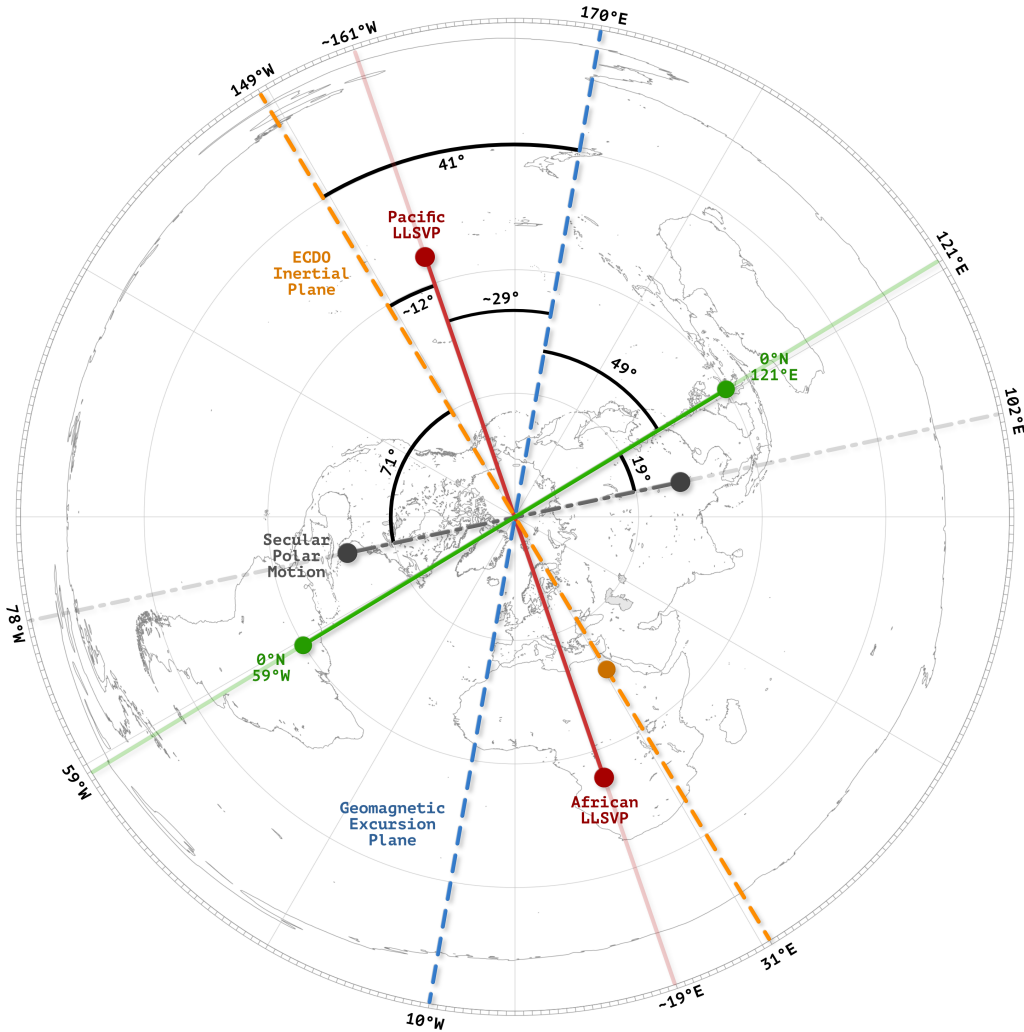 170°E
~161°W
149°W
41°
Pacific
LLSVP
ECDO
Inertial
Plane
121°E
~12°
~29°
49°
0°N
121°E
102°E
71°
19°
Secular
Polar
Motion
78°W
0°N
59°W
59°W
Geomagnetic
Excursion
Plane
African
LLSVP
31°E
~19°E
10°W